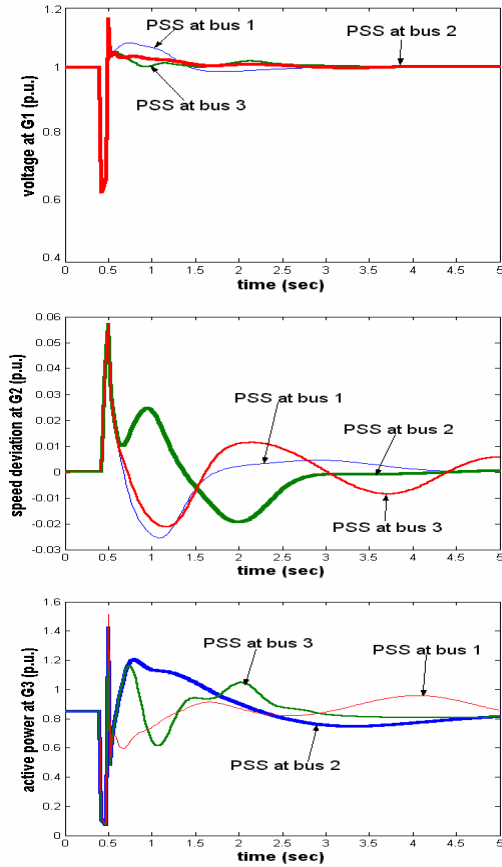 1.2
1
0.8
0.6
0.4
voltage at G1 (p.u.)
PSS at bus 1
PSS at bus 2
PSS at bus 3
0 0.5 1 1.5 2 2.5 3 3.5 4 4.5 5
time (sec)
0.06
0.05
0.04
0.03
0.02
0.01
0
-0.01
-0.02
-0.03
speed deviation at G2 (p.u.)
PSS at bus 1
PSS at bus 2
PSS at bus 3
0 0.5 1 1.5 2 2.5 3 3.5 4 4.5 5
time (sec)
1.6
1.4
1.2
1
0.8
0.6
0.4
0.2
0
active power at G3 (p.u.)
PSS at bus 3
PSS at bus 1
PSS at bus 2
0 0.5 1 1.5 2 2.5 3 3.5 4 4.5 5
time (sec)